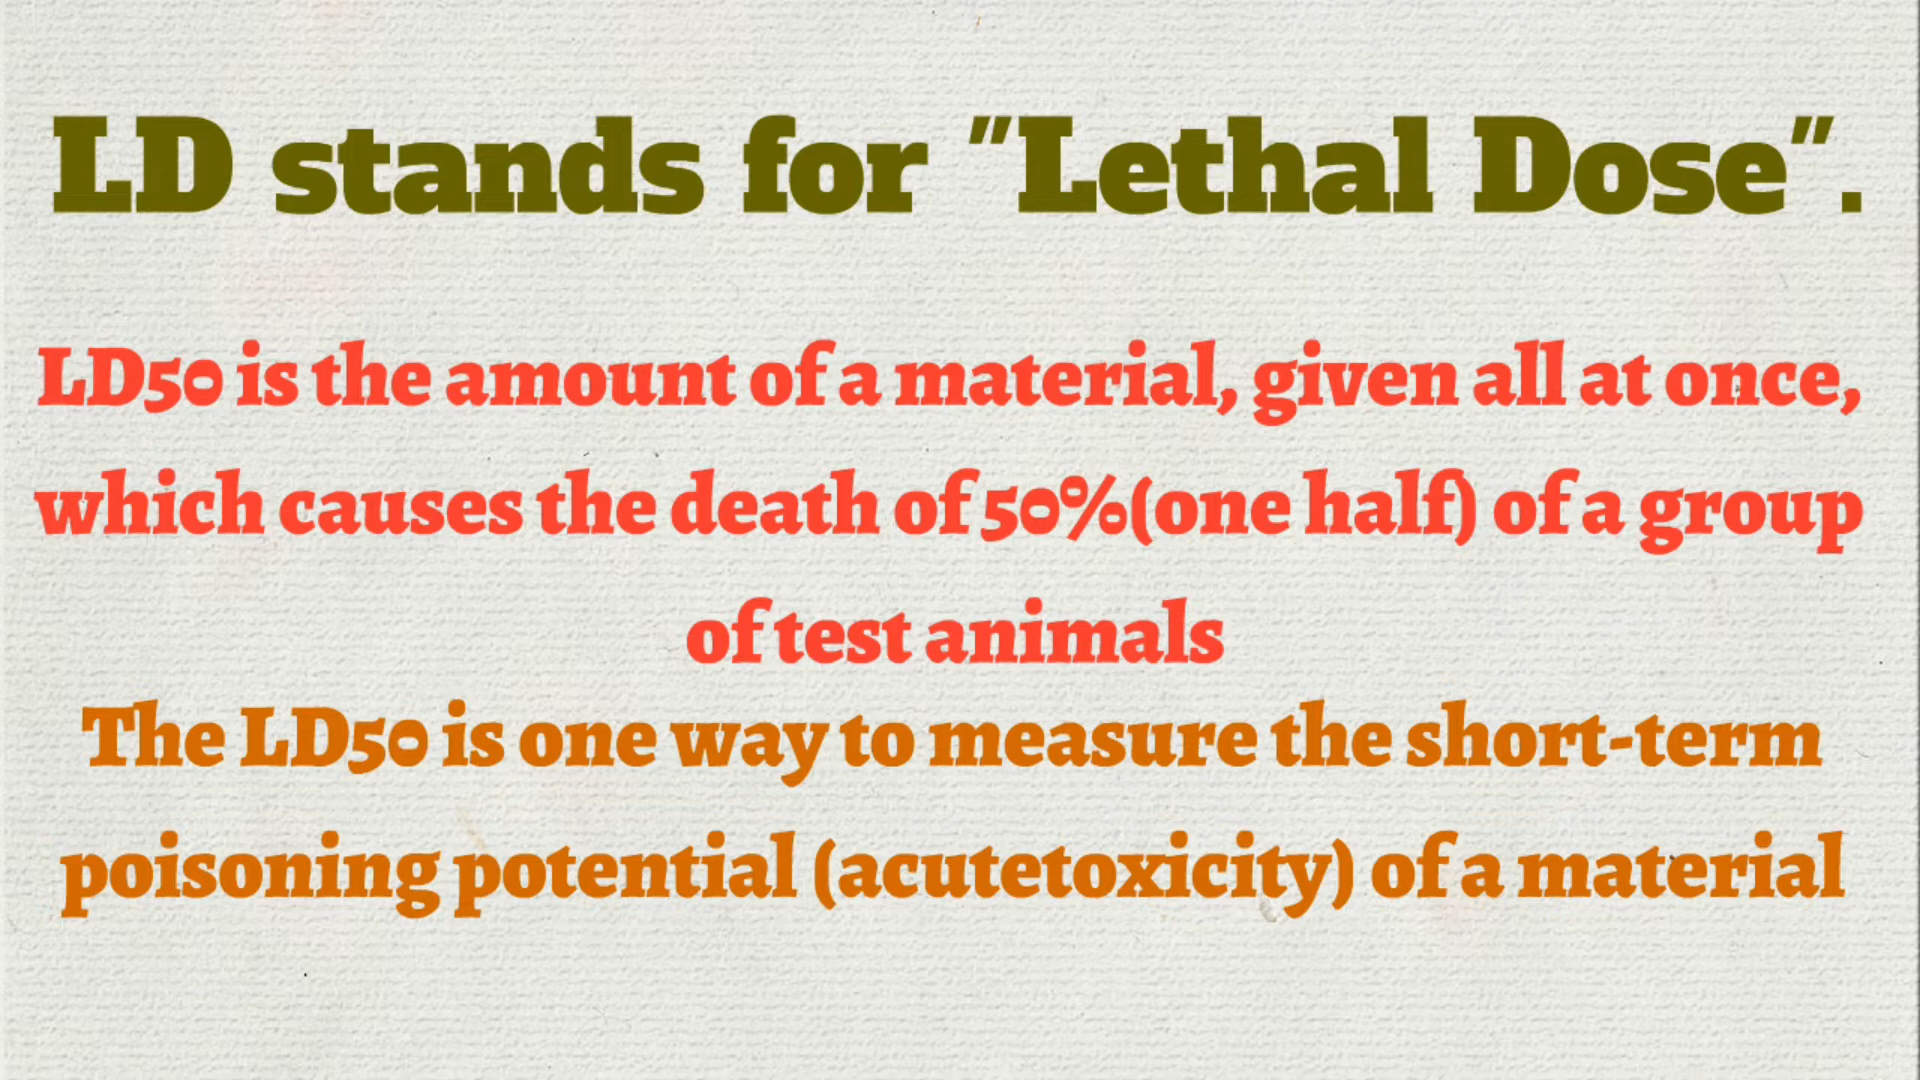 LD stands for "Lethal Dose".
LD50 is the amount of a material, given all at once,
which causes the death of 50%(one half) of a group
of test animals
The LD50 is one way to measure the short-term
poisoning potential (acutetoxicity) of a material